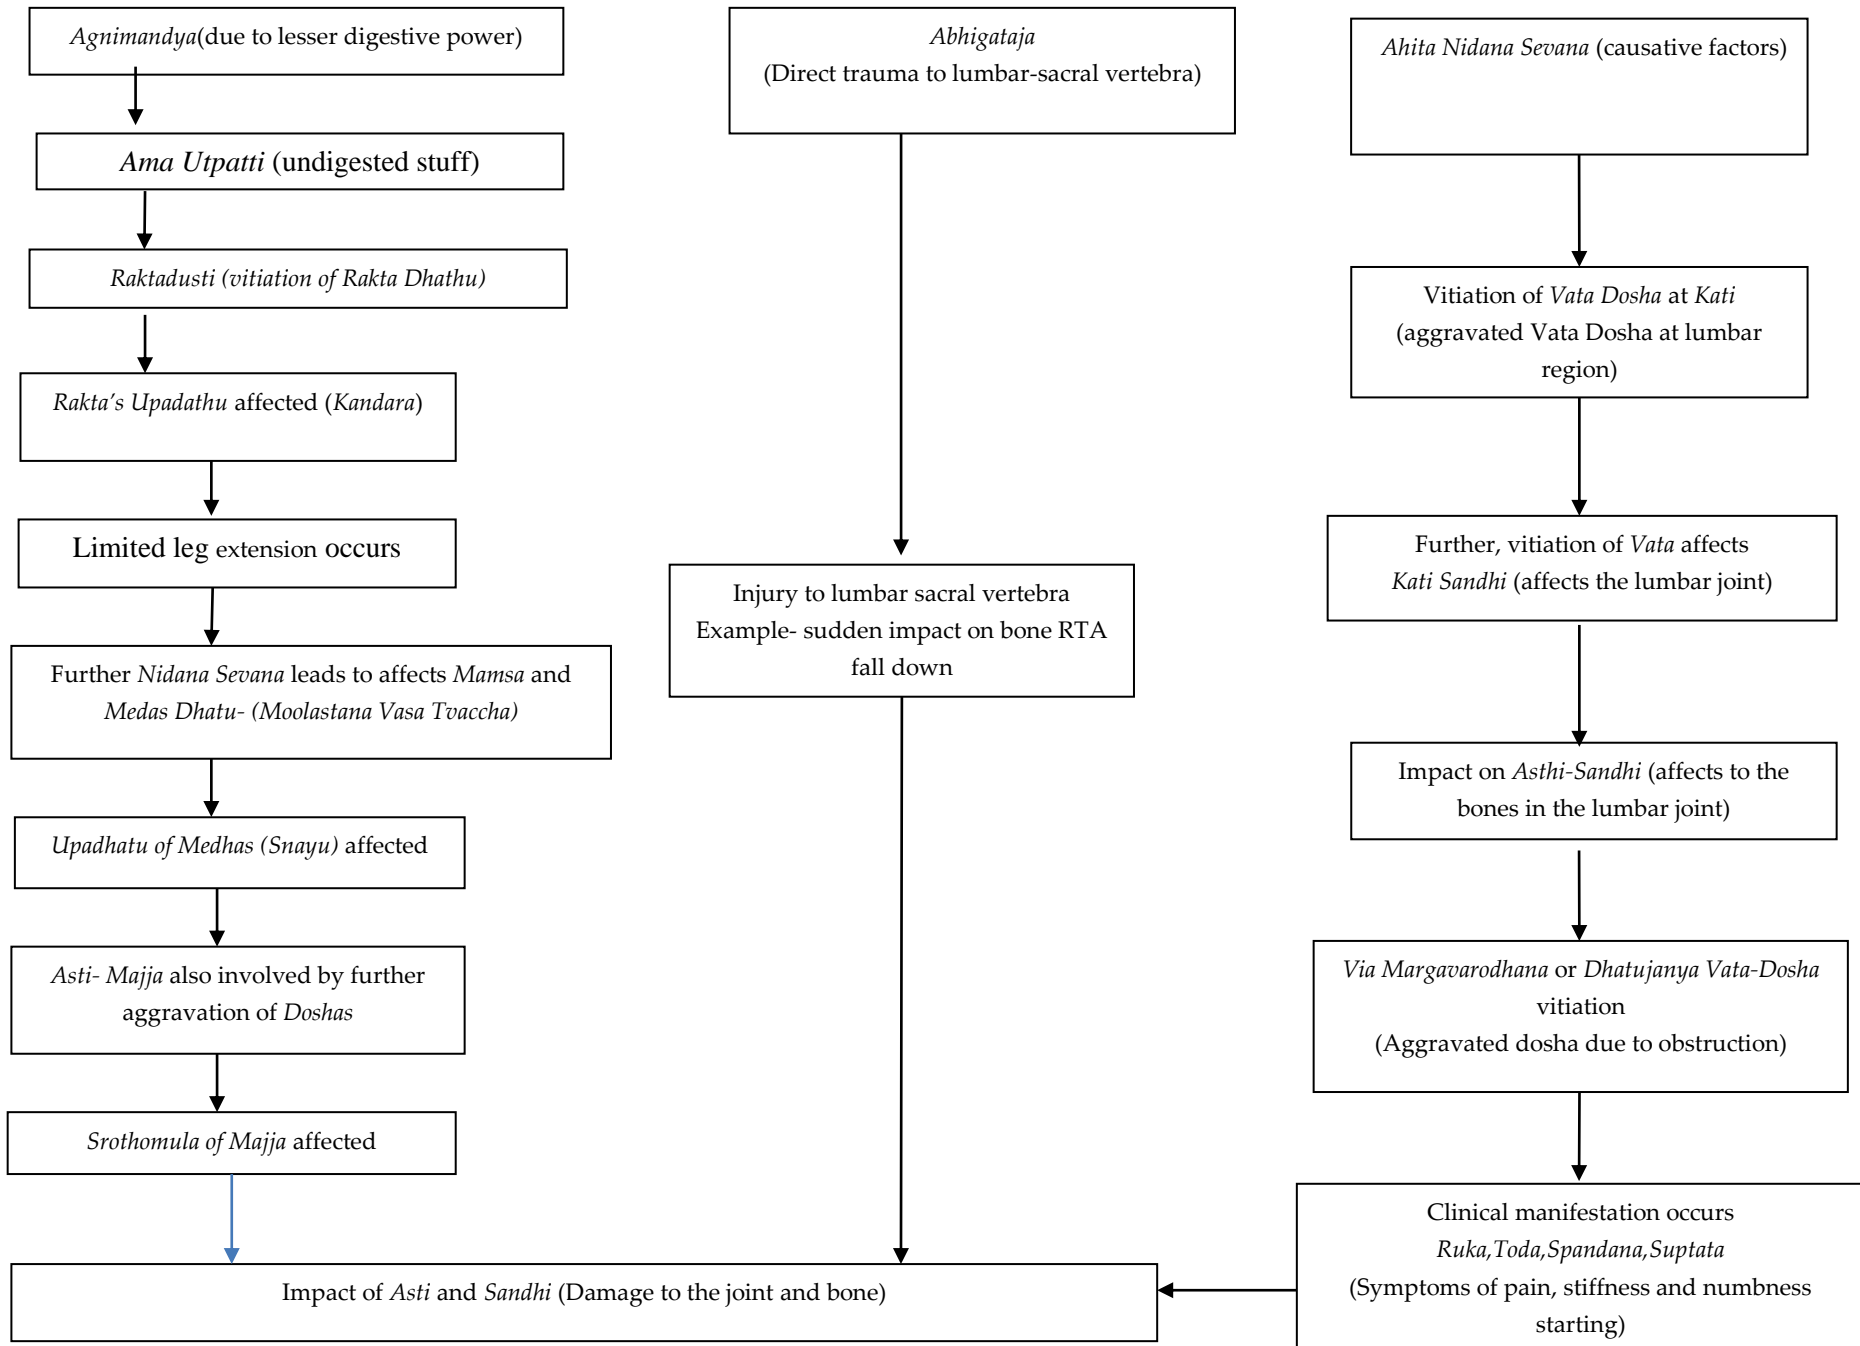 Agnimandya(due to lesser digestive power)
Ama Utpatti (undigested stuff)
Raktadusti (vitiation of Rakta Dhathu)
Rakta’s Upadathu affected (Kandara)
Limited leg extension occurs
Further Nidana Sevana leads to affects Mamsa and
Medas Dhatu- (Moolastana Vasa Tvaccha)
Upadhatu of Medhas (Snayu) affected
Asti- Majja also involved by further
aggravation of Doshas
Srothomula of Majja affected
Abhigataja
(Direct trauma to lumbar-sacral vertebra)
Injury to lumbar sacral vertebra
Example- sudden impact on bone RTA
fall down
Ahita Nidana Sevana (causative factors)
Vitiation of Vata Dosha at Kati
(aggravated Vata Dosha at lumbar
region)
Further, vitiation of Vata affects
Kati Sandhi (affects the lumbar joint)
Impact on Asthi-Sandhi (affects to the
bones in the lumbar joint)
Via Margavarodhana or Dhatujanya Vata-Dosha
vitiation
(Aggravated dosha due to obstruction)
Clinical manifestation occurs
Ruka,Toda,Spandana,Suptata
(Symptoms of pain, stiffness and numbness
starting)
Impact of Asti and Sandhi (Damage to the joint and bone)